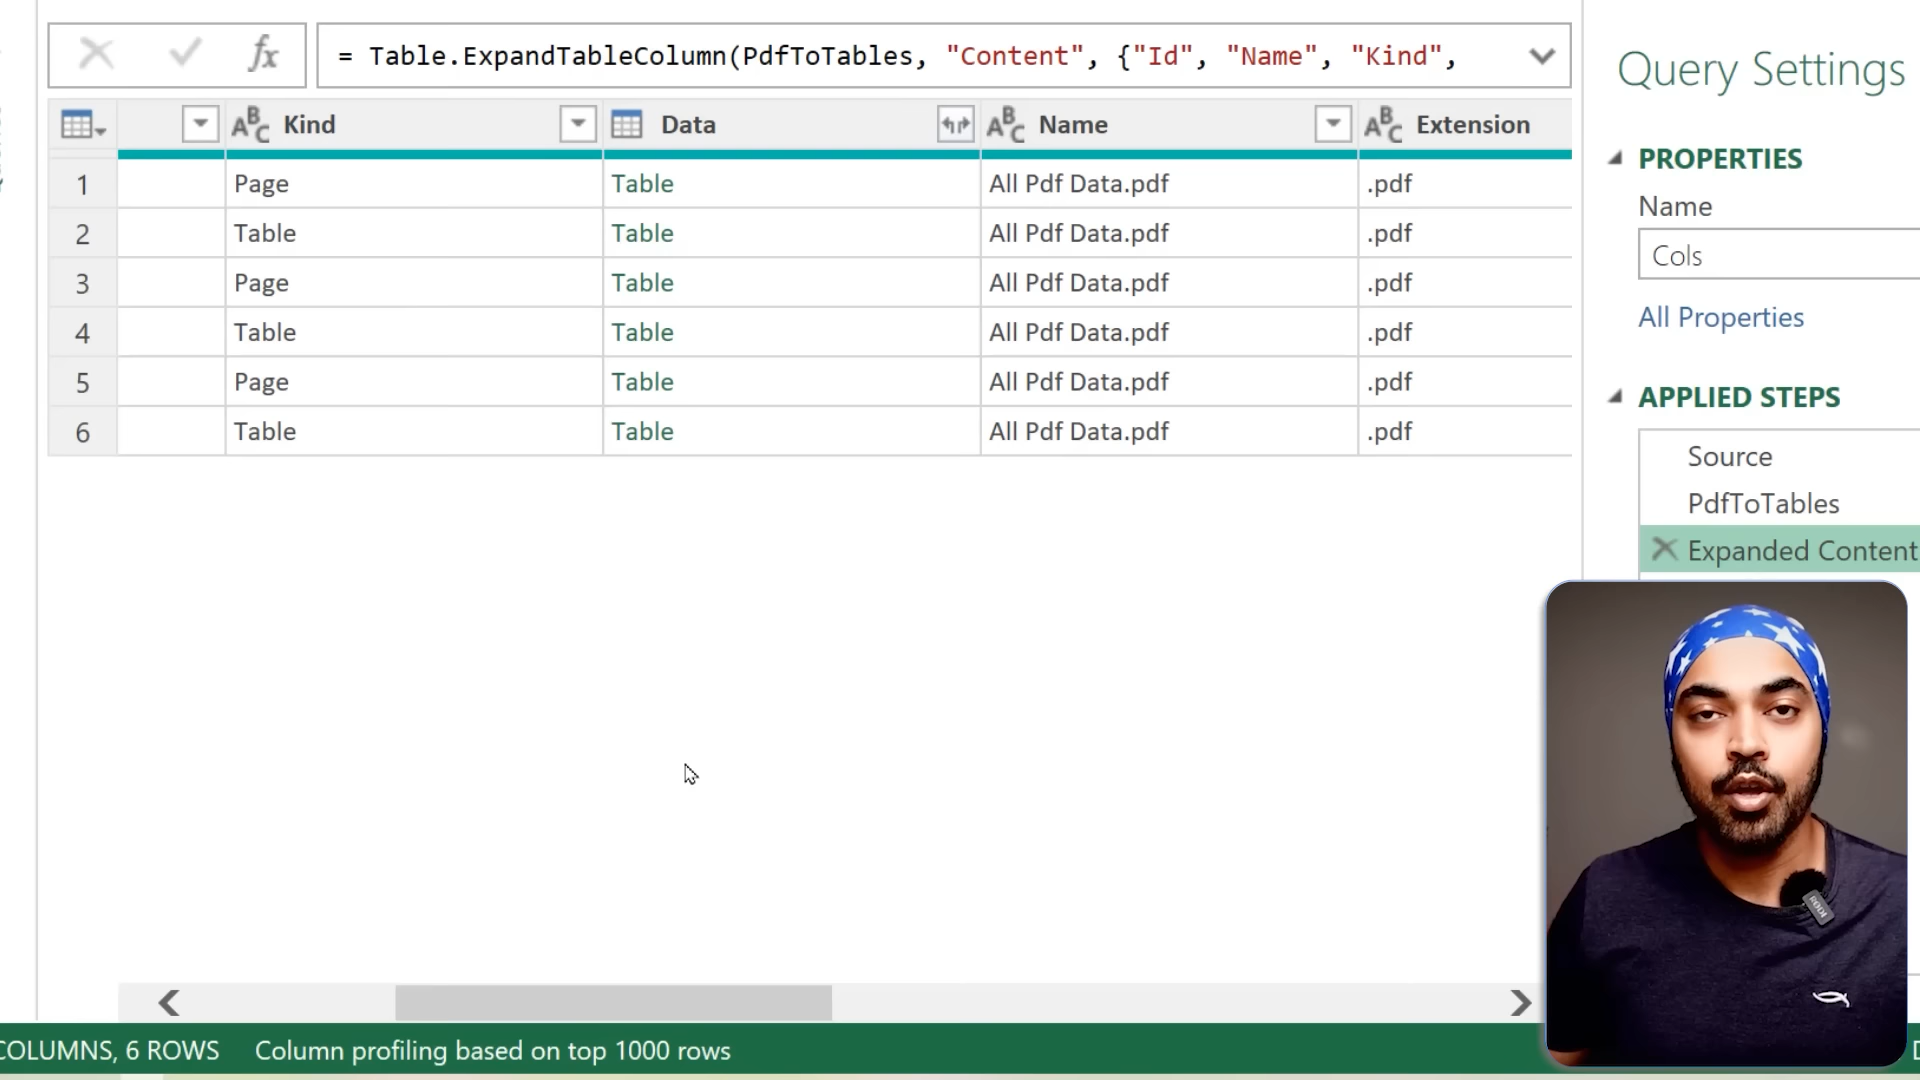 fx
= Table.ExpandTableColumn(PdfToTables, "Content", {"Id", "Name", "Kind",
Kind Data Name Extension
1 Page Table All Pdf Data.pdf .pdf
2 Table Table All Pdf Data.pdf .pdf
3 Page Table All Pdf Data.pdf .pdf
4 Table Table All Pdf Data.pdf .pdf
5 Page Table All Pdf Data.pdf .pdf
6 Table Table All Pdf Data.pdf .pdf
Query Settings
PROPERTIES
Name
Cols
All Properties
APPLIED STEPS
Source
PdfToTables
Expanded Content
RODE
COLUMNS, 6 ROWS
Column profiling based on top 1000 rows